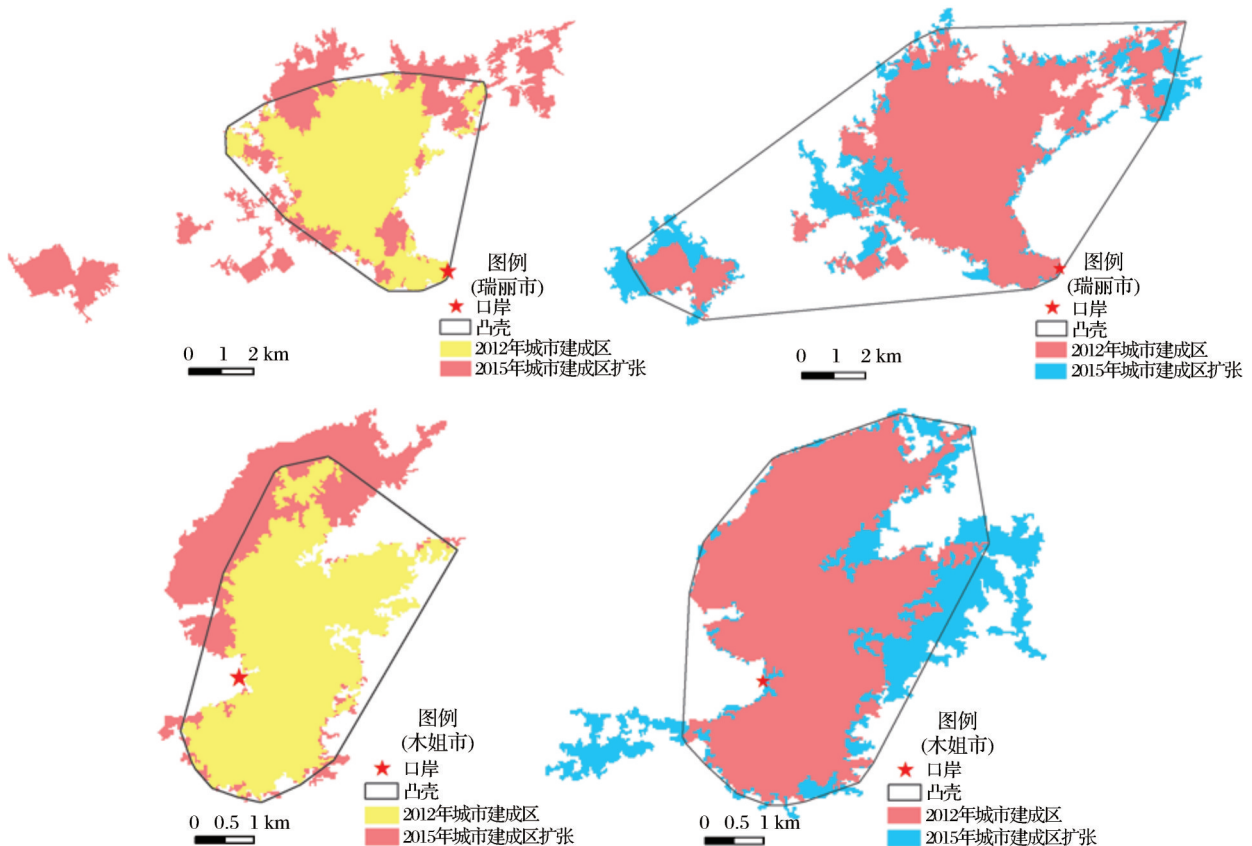 图例
(瑞丽市)
口岸
凸壳
2012年城市建成区
2015年城市建成区扩张
0 1 2 km
图例
(瑞丽市)
口岸
凸壳
2012年城市建成区
2015年城市建成区扩张
0 1 2 km
图例
(木姐市)
口岸
凸壳
2012年城市建成区
2015年城市建成区扩张
0 0.5 1 km
图例
(木姐市)
口岸
凸壳
2012年城市建成区
2015年城市建成区扩张
0 0.5 1 km